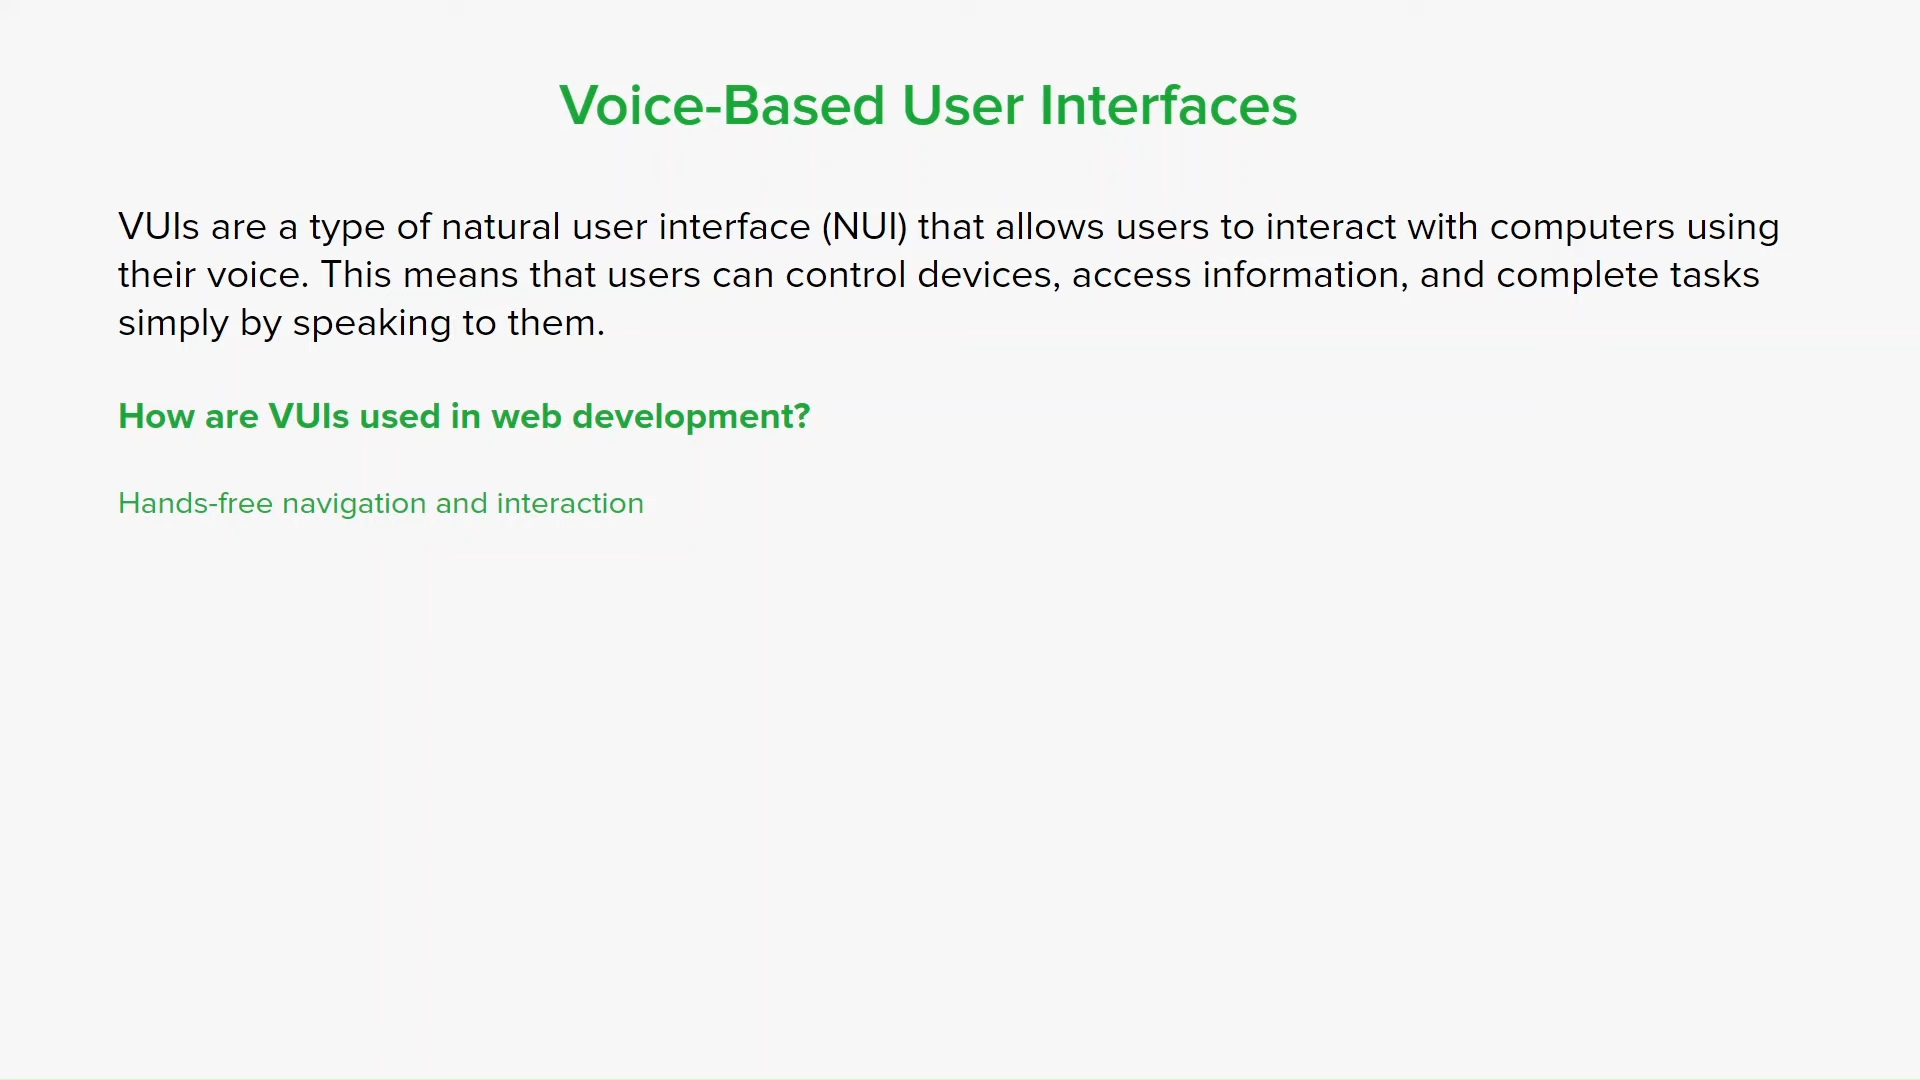 Voice-Based User Interfaces
VUIs are a type of natural user interface (NUI) that allows users to interact with computers using
their voice. This means that users can control devices, access information, and complete tasks
simply by speaking to them.
How are VUIs used in web development?
Hands-free navigation and interaction